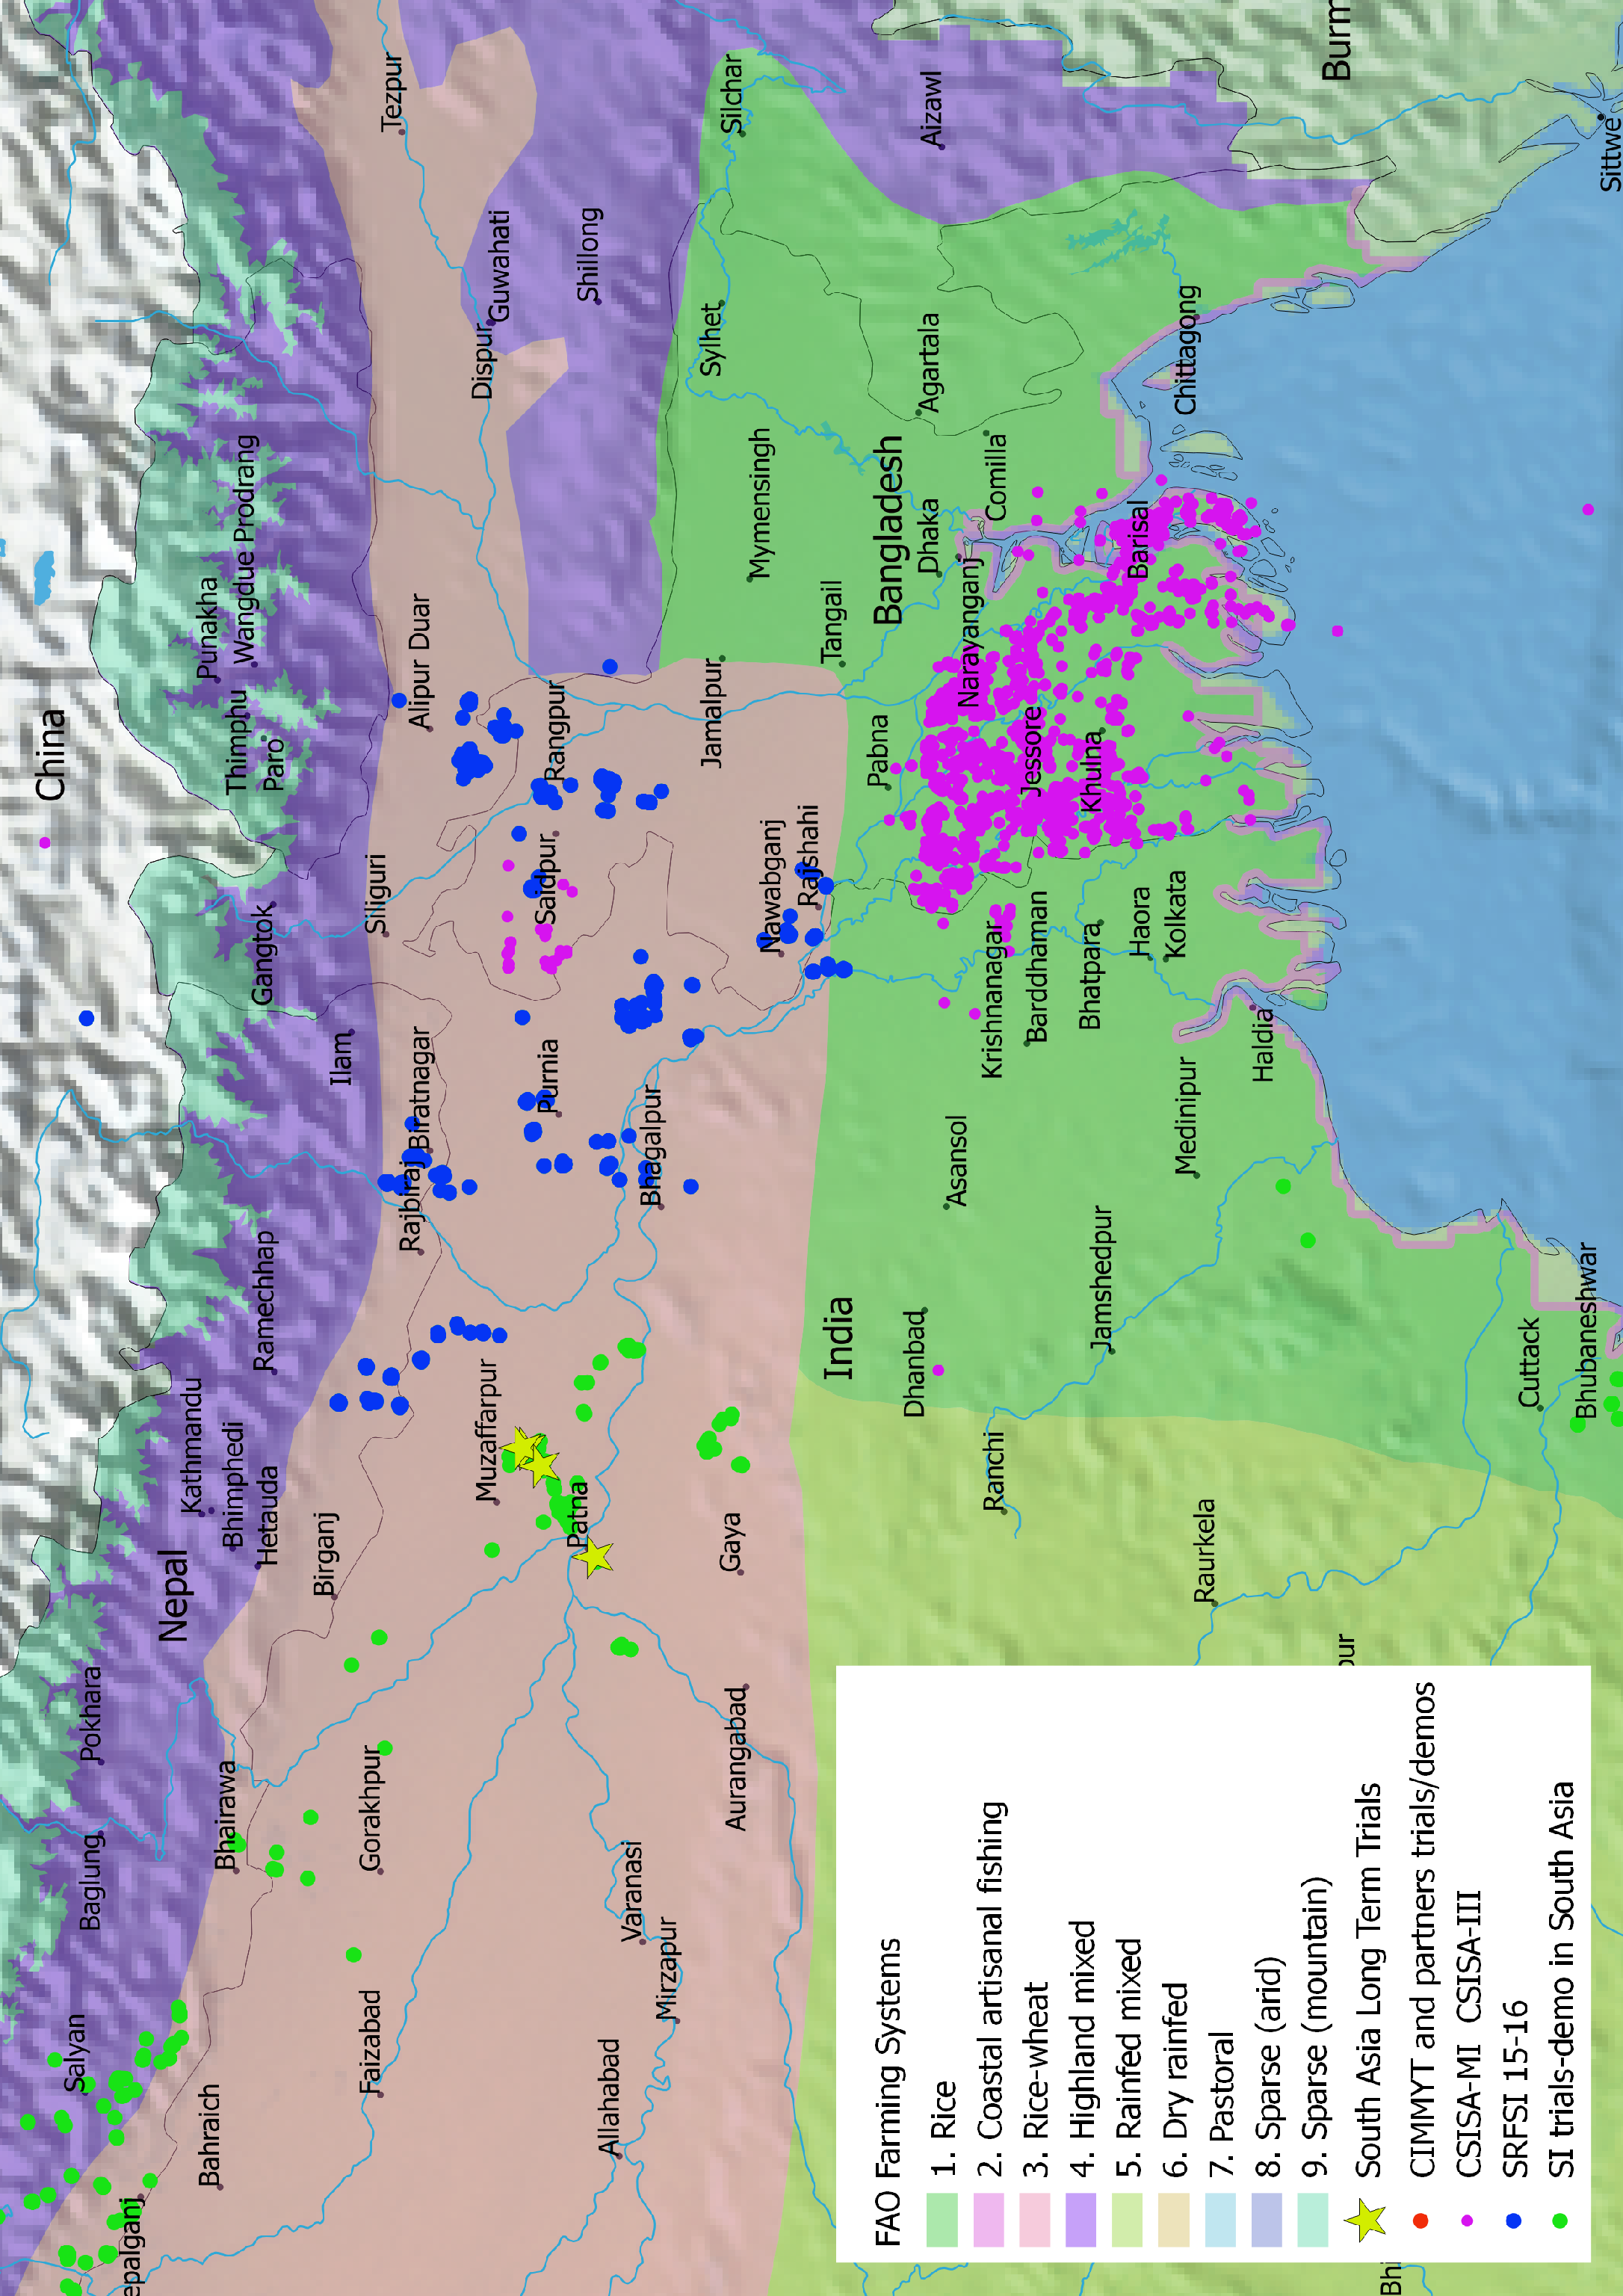 China
Nepal
India
Bangladesh
Burm
Salyan
Baglung
Pokhara
Kathmandu
Bhimphedi
Hetauda
Ramechhap
Ilam
Gangtok
Thimphu
Paro
Punakha
Wangdue Prodrang
Tezpur
epalganj
Bahraich
Bhairawa
Birganj
Rajbiraj
Biratnagar
Siliguri
Alipur Duar
Dispur
Guwahati
Shillong
Faizabad
Gorakhpur
Muzaffarpur
Patna
Purnia
Saidpur
Rangpur
Allahabad
Mirzapur
Varanasi
Aurangabad
Gaya
Bhagalpur
Nawabganj
Rajshahi
Jamalpur
Mymensingh
Sylhet
Silchar
Aizawl
Tangail
Pabna
Dhaka
Narayanganj
Comilla
Agartala
Dhanbad
Asansol
Ranchi
Krishnanagar
Barddhaman
Bhatpara
Haora
Kolkata
Jessore
Khulna
Barisal
Chittagong
Sittwe
Jamshedpur
Medinipur
Haldia
Raurkela
Cuttack
Bhubaneshwar
our
Bhi
FAO Farming Systems
1. Rice
2. Coastal artisanal fishing
3. Rice-wheat
4. Highland mixed
5. Rainfed mixed
6. Dry rainfed
7. Pastoral
8. Sparse (arid)
9. Sparse (mountain)
South Asia Long Term Trials
CIMMYT and partners trials/demos
CSISA-MI CSISA-III
SRFSI 15-16
SI trials-demo in South Asia